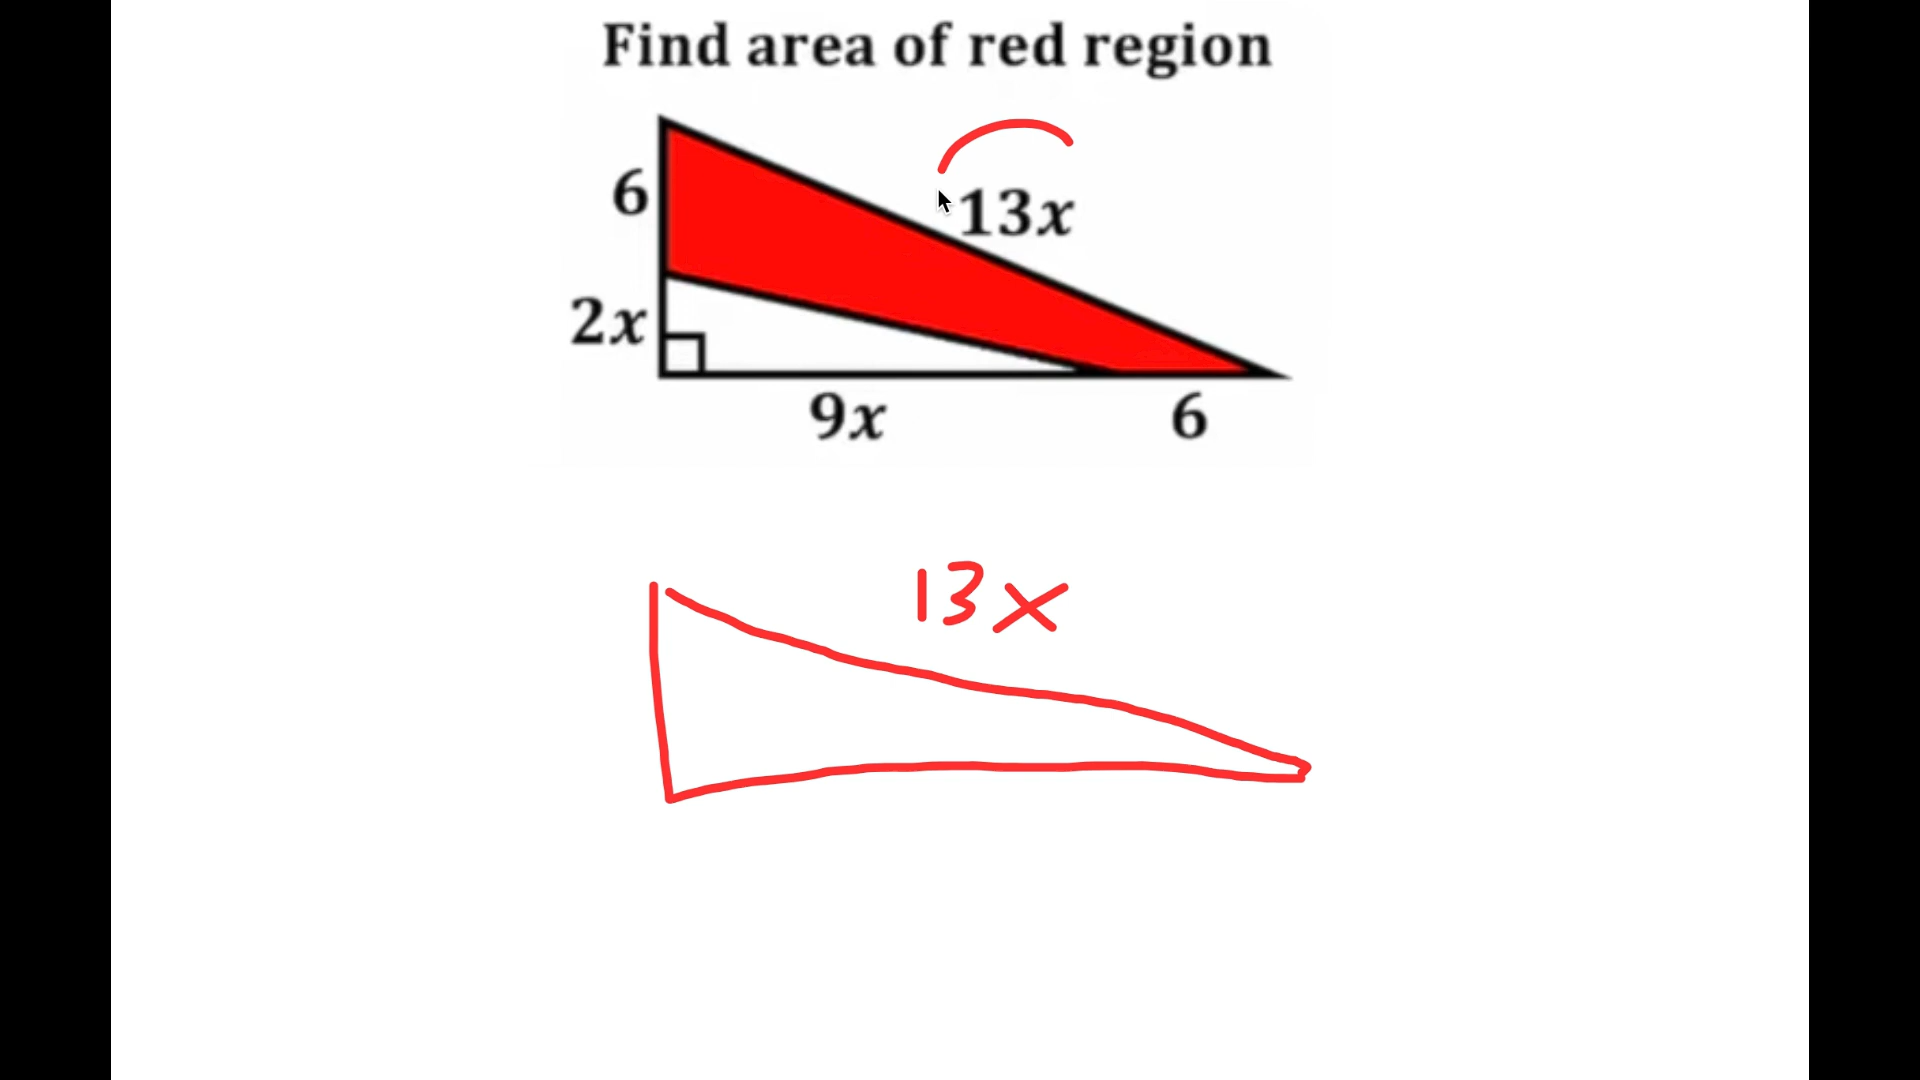 Find area of red region
6
13x
2x
9x
6
13x